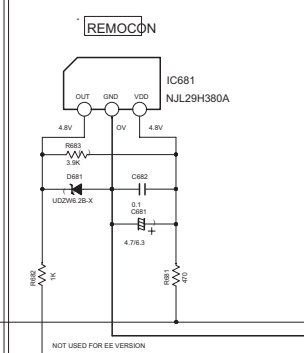 REMOCON
IC681
NJL29H380A
OUT GND VDD
4.8V 0V 4.8V
R683
3.9K
D681 C682
UDZW6.2B-X 0.1
C681
+
4.7/6.3
R682 1K R681 470
NOT USED FOR EE VERSION